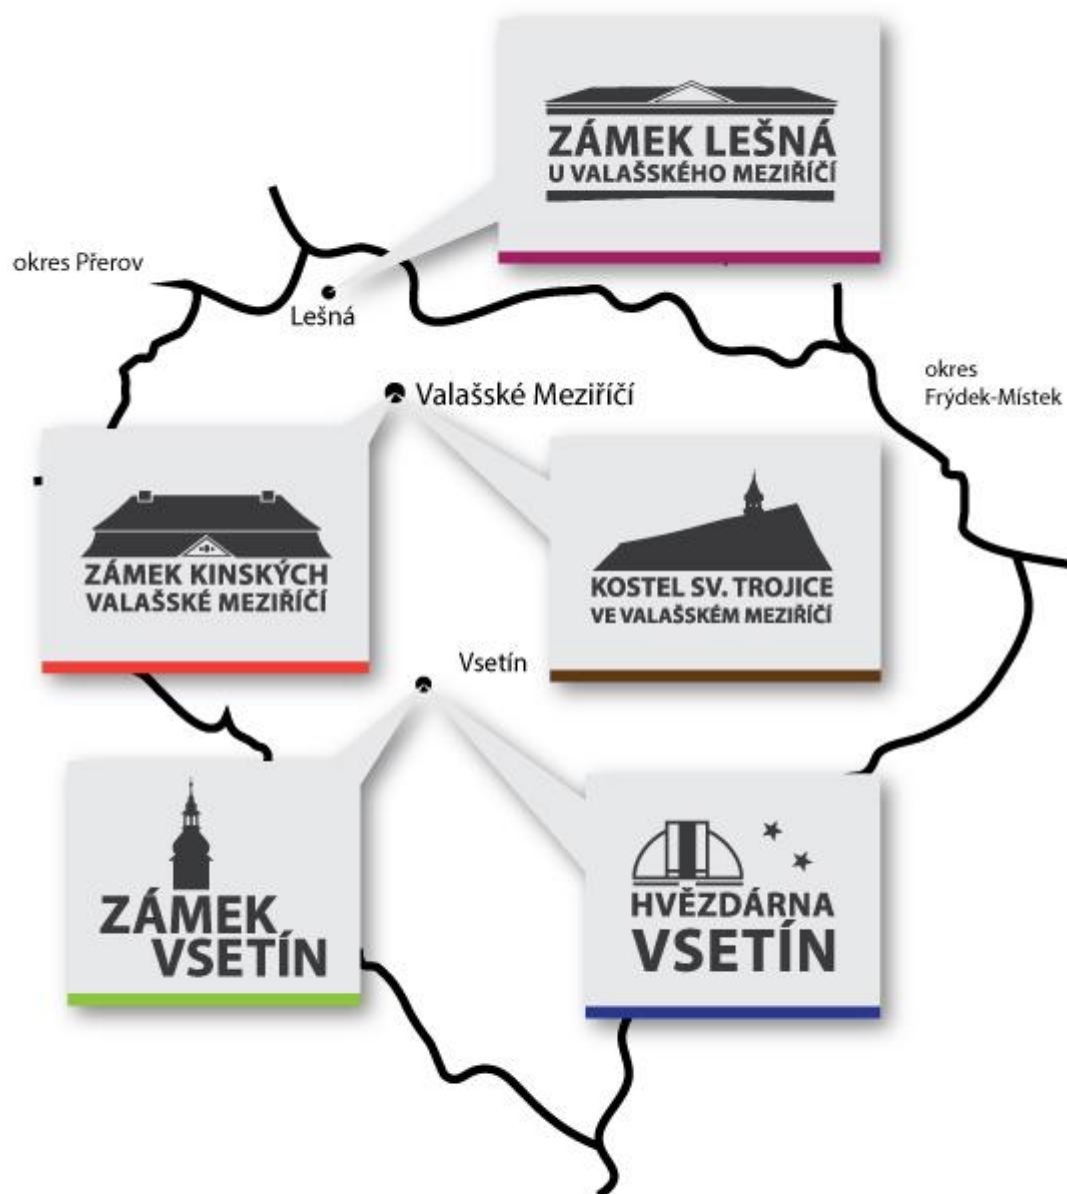 ZÁMEK LEŠNÁ
U VALAŠSKÉHO MEZIŘÍČÍ
okres Přerov
Lešná
okres
Frýdek-Místek
Valašské Meziříčí
ZÁMEK KINSKÝCH
VALAŠSKÉ MEZIŘÍČÍ
KOSTEL SV. TROJICE
VE VALAŠSKÉM MEZIŘÍČÍ
Vsetín
ZÁMEK
VSETÍN
HVĚZDÁRNA
VSETÍN